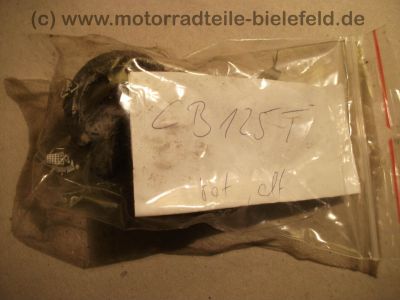 (c) www.motorradteile-bielefeld.de
CB 125 T
rot, alt